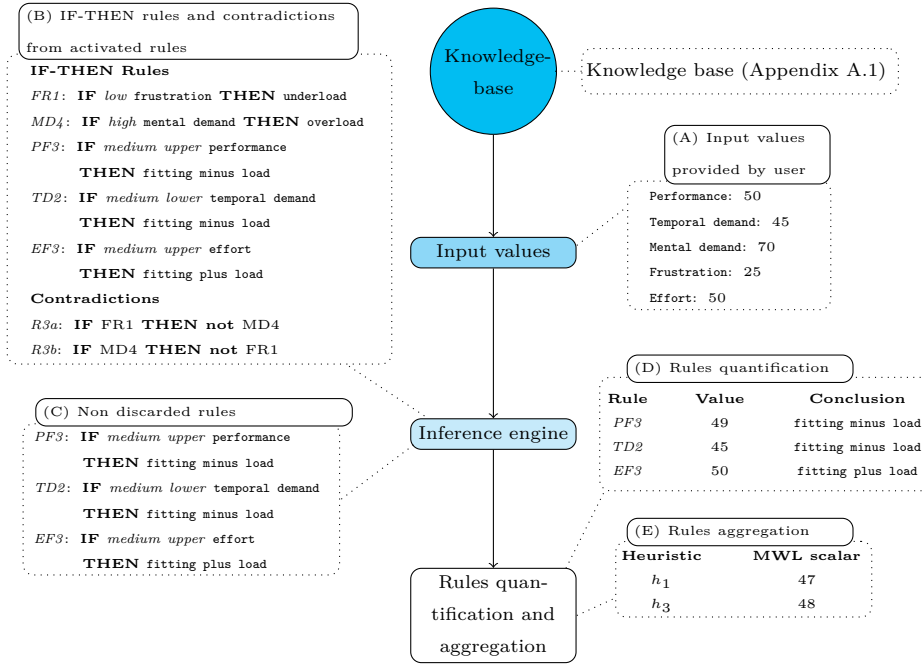 (B) IF-THEN rules and contradictions
from activated rules
IF-THEN Rules
FR1: IF low frustration THEN underload
MD4: IF high mental demand THEN overload
PF3: IF medium upper performance
THEN fitting minus load
TD2: IF medium lower temporal demand
THEN fitting minus load
EF3: IF medium upper effort
THEN fitting plus load
Contradictions
R3a: IF FR1 THEN not MD4
R3b: IF MD4 THEN not FR1
(C) Non discarded rules
PF3: IF medium upper performance
THEN fitting minus load
TD2: IF medium lower temporal demand
THEN fitting minus load
EF3: IF medium upper effort
THEN fitting plus load
Knowledge-
base
Input values
Inference engine
Rules quan-
tification and
aggregation
Knowledge base (Appendix A.1)
(A) Input values
provided by user
Performance: 50
Temporal demand: 45
Mental demand: 70
Frustration: 25
Effort: 50
(D) Rules quantification
Rule Value Conclusion
PF3 49 fitting minus load
TD2 45 fitting minus load
EF3 50 fitting plus load
(E) Rules aggregation
Heuristic MWL scalar
h1 47
h3 48